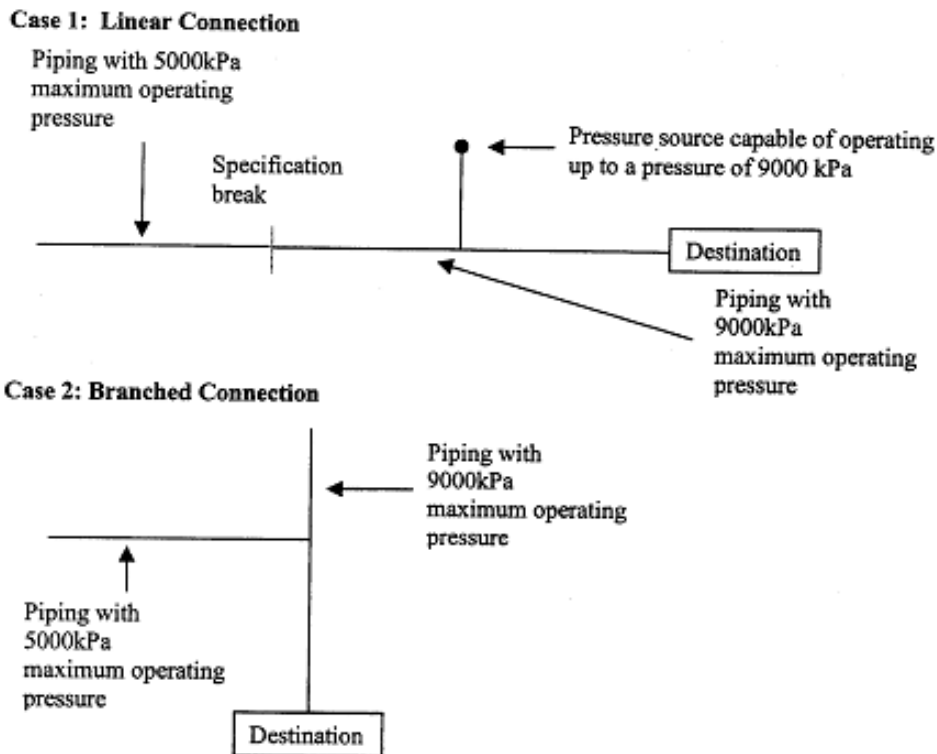 Case 1: Linear Connection
Piping with 5000kPa
maximum operating
pressure
Specification
break
Pressure source capable of operating
up to a pressure of 9000 kPa
Destination
Piping with
9000kPa
maximum operating
pressure
Case 2: Branched Connection
Piping with
9000kPa
maximum operating
pressure
Piping with
5000kPa
maximum operating
pressure
Destination